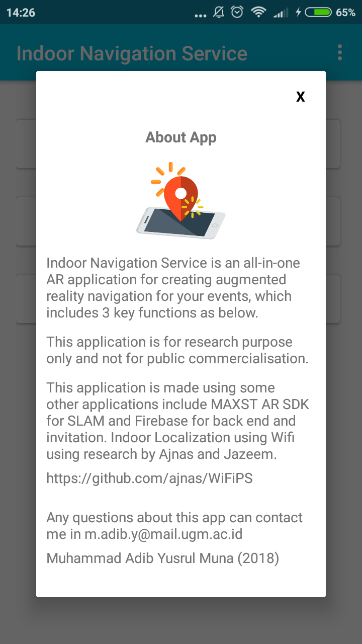 14:26
65%
Indoor Navigation Service
X
About App
Indoor Navigation Service is an all-in-one
AR application for creating augmented
reality navigation for your events, which
includes 3 key functions as below.
This application is for research purpose
only and not for public commercialisation.
This application is made using some
other applications include MAXST AR SDK
for SLAM and Firebase for back end and
invitation. Indoor Localization using Wifi
using research by Ajnas and Jazeem.
https://github.com/ajnas/WiFiPS
Any questions about this app can contact
me in m.adib.y@mail.ugm.ac.id
Muhammad Adib Yusrul Muna (2018)